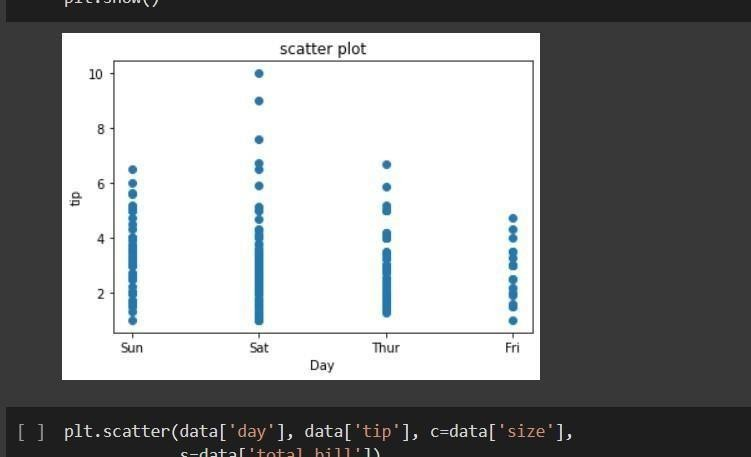 plt.show()
scatter plot
10
8
6
4
2
tip
Sun Sat Thur Fri
Day
[ ] plt.scatter(data['day'], data['tip'], c=data['size'],
s=data['total_bill'])